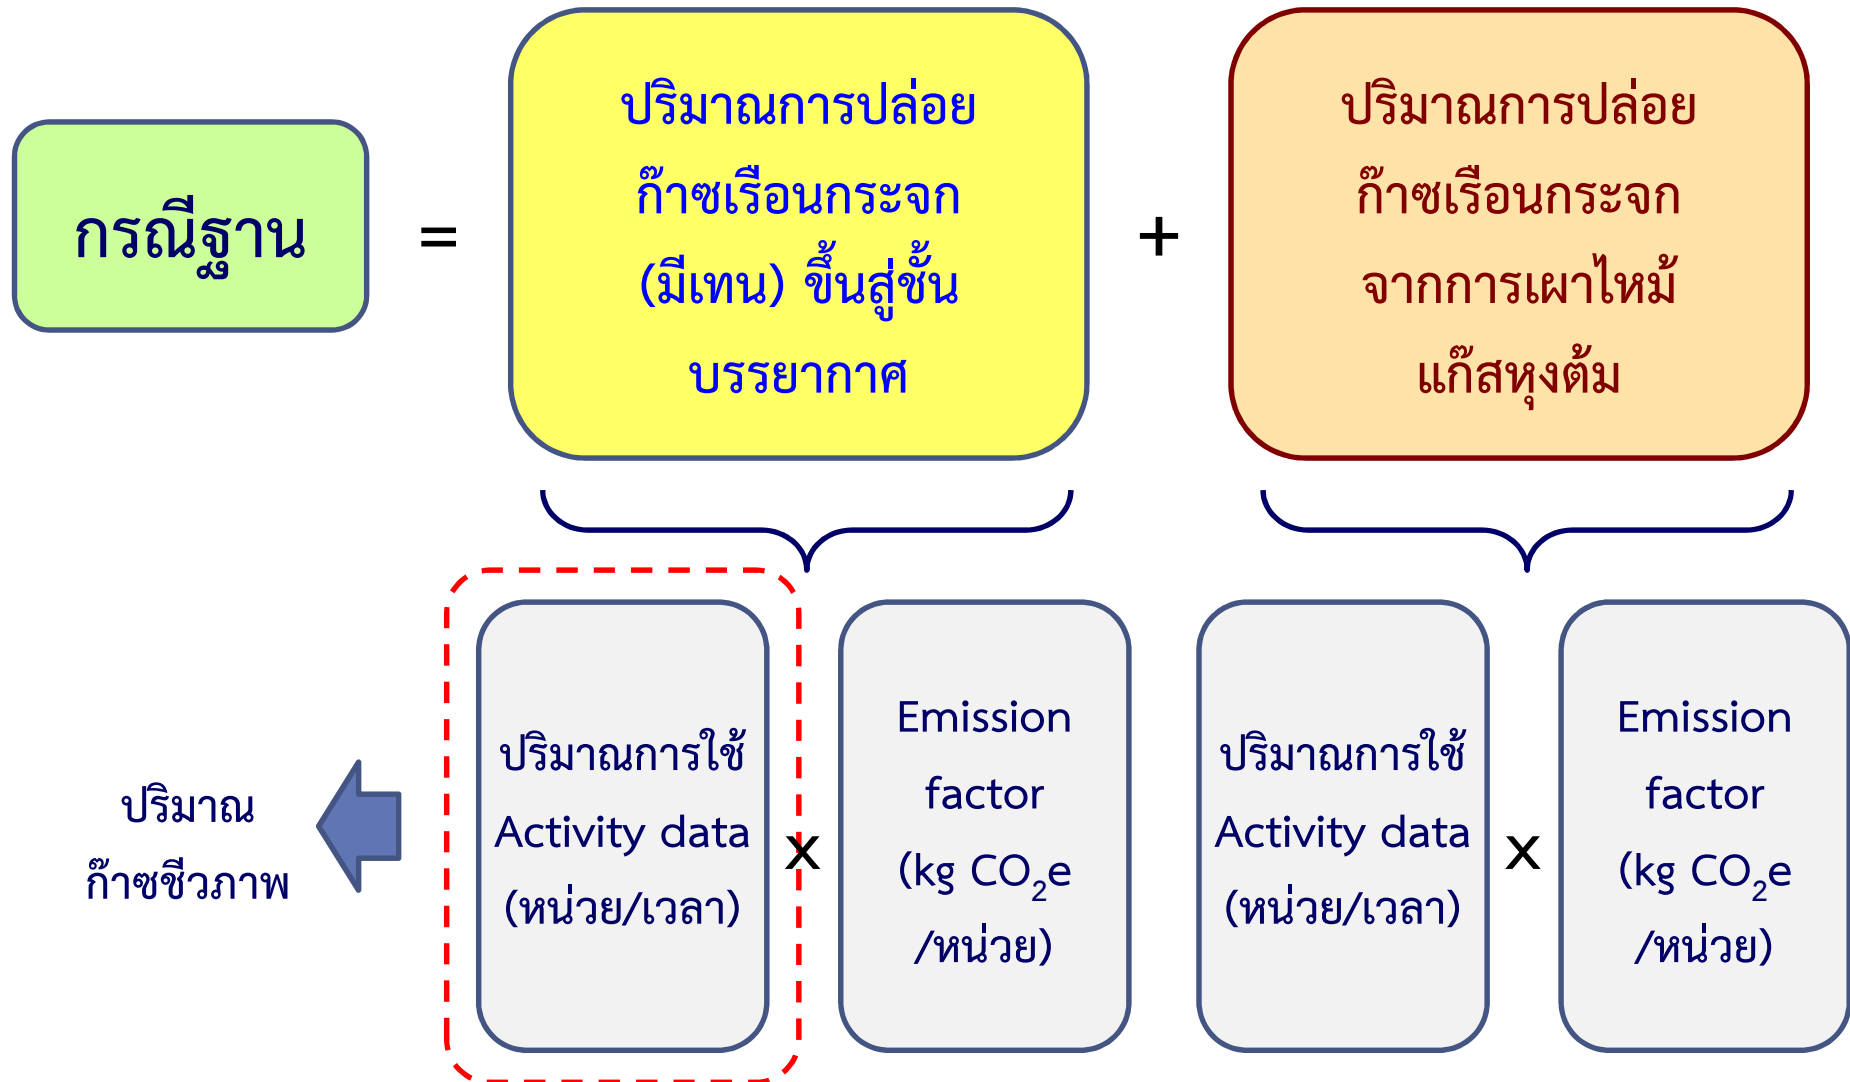 กรณีฐาน
=
ปริมาณการปล่อย
ก๊าซเรือนกระจก
(มีเทน) ขึ้นสู่ชั้น
บรรยากาศ
+
ปริมาณการปล่อย
ก๊าซเรือนกระจก
จากการเผาไหม้
แก๊สหุงต้ม
ปริมาณ
ก๊าซชีวภาพ
ปริมาณการใช้
Activity data
(หน่วย/เวลา)
x
Emission
factor
(kg CO₂e
/หน่วย)
ปริมาณการใช้
Activity data
(หน่วย/เวลา)
x
Emission
factor
(kg CO₂e
/หน่วย)